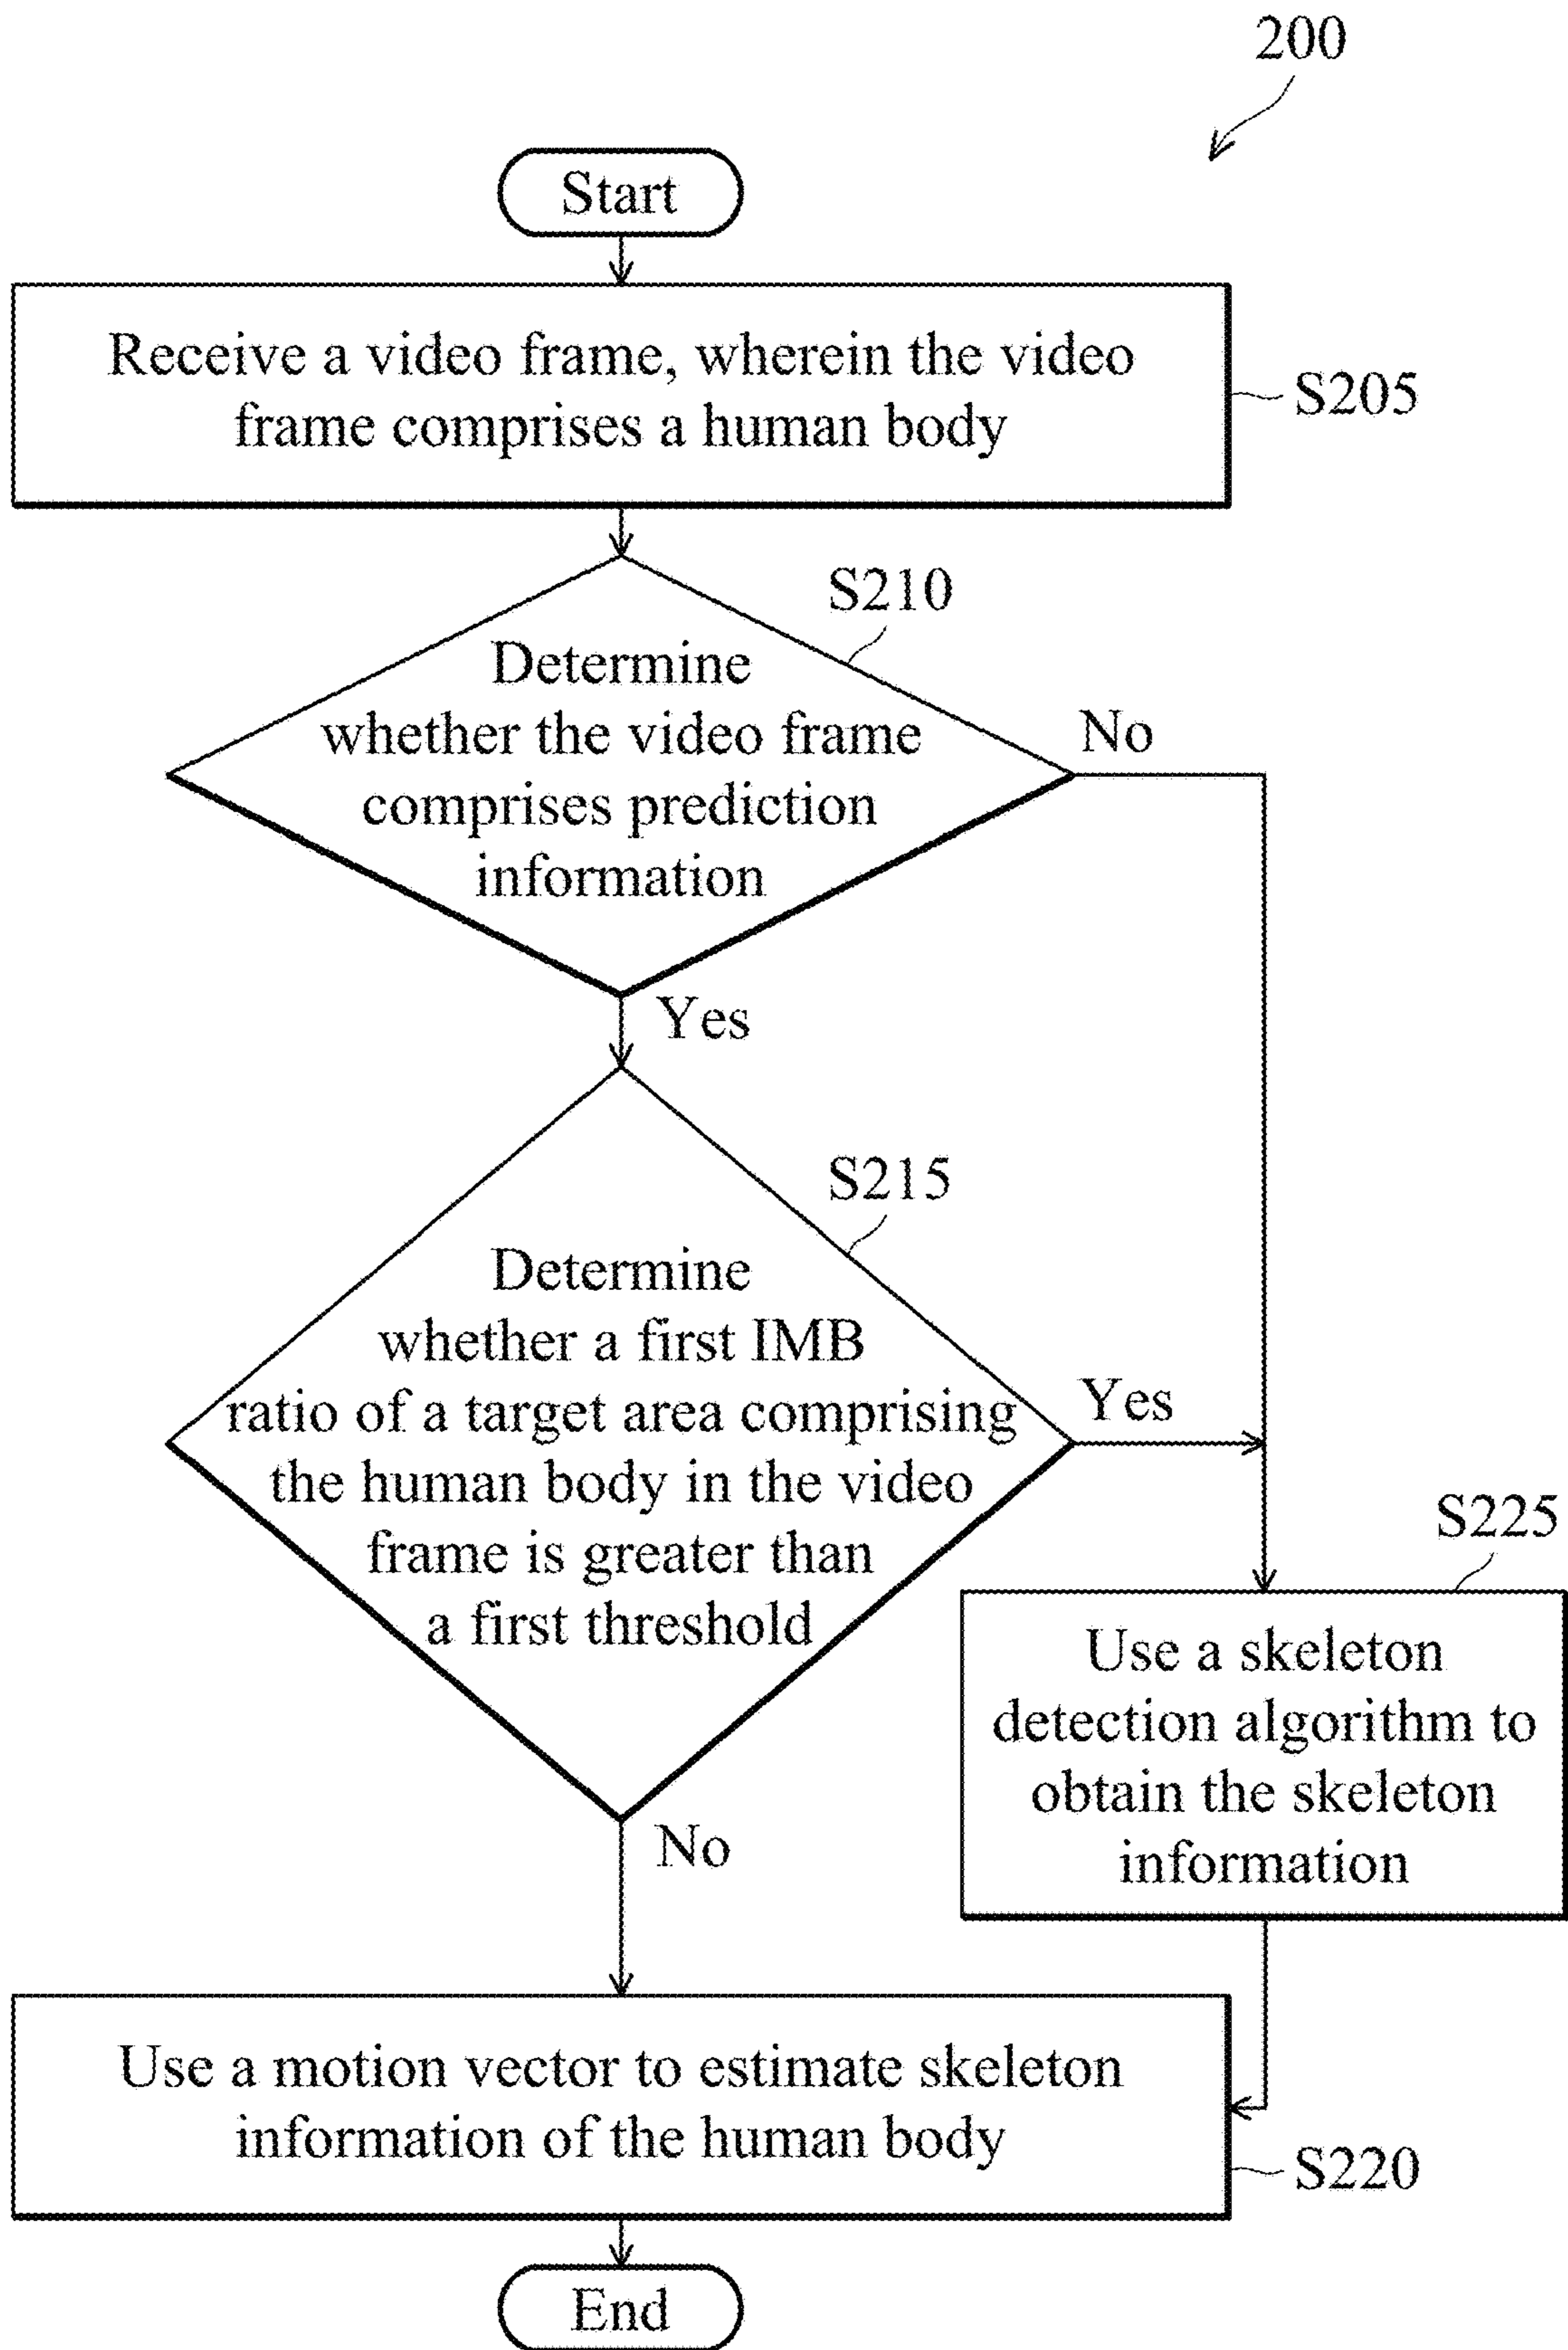 200
Start
Receive a video frame, wherein the video
frame comprises a human body
S205
S210
Determine
whether the video frame
comprises prediction
information
No
Yes
S215
Determine
whether a first IMB
ratio of a target area comprising
the human body in the video
frame is greater than
a first threshold
Yes
No
S225
Use a skeleton
detection algorithm to
obtain the skeleton
information
Use a motion vector to estimate skeleton
information of the human body
S220
End